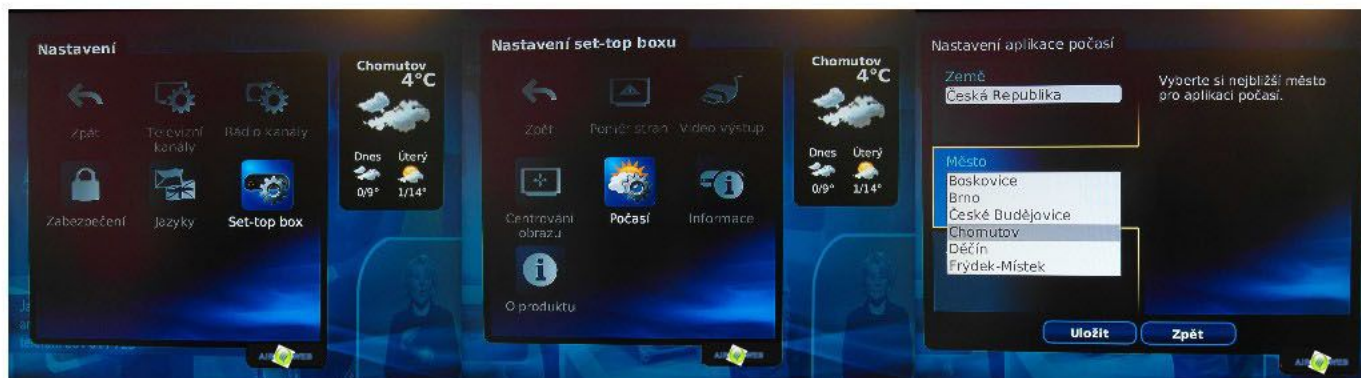 Nastavení
Zpět
Televizní
kanály
Rádio kanály
Zabezpečení
Jazyky
Set-top box
Chomutov
4°C
Dnes
Úterý
0/9°
1/14°
Nastavení set-top boxu
Zpět
Poměr stran
Video výstup
Centrování
obrazu
Počasí
Informace
O produktu
Chomutov
4°C
Dnes
Úterý
0/9°
1/14°
Nastavení aplikace počasí
Země
Česká Republika
Město
Boskovice
Brno
České Budějovice
Chomutov
Děčín
Frýdek-Místek
Vyberte si nejbližší město
pro aplikaci počasí.
Uložit
Zpět